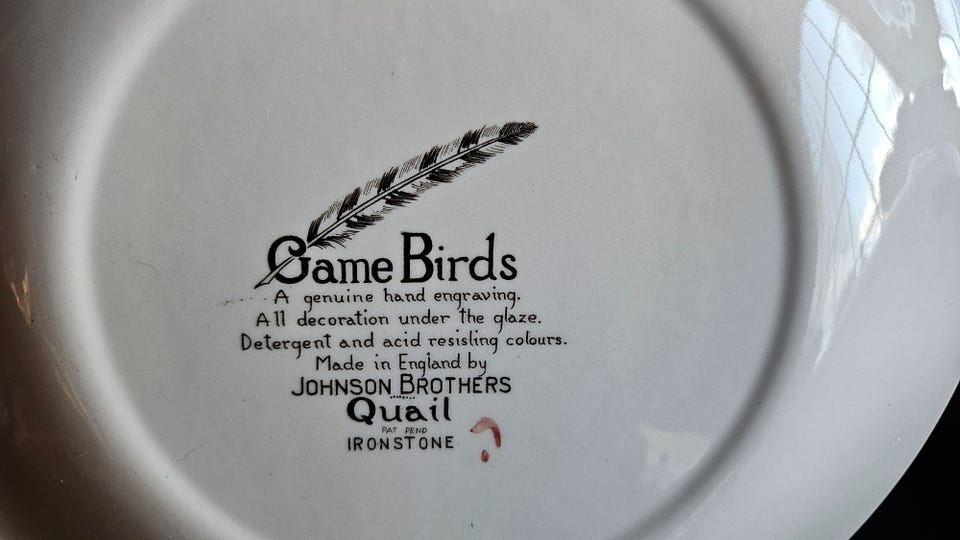 Game Birds
A genuine hand engraving.
All decoration under the glaze.
Detergent and acid resisting colours.
Made in England by
JOHNSON BROTHERS
Quail
PAT PEND
IRONSTONE
?